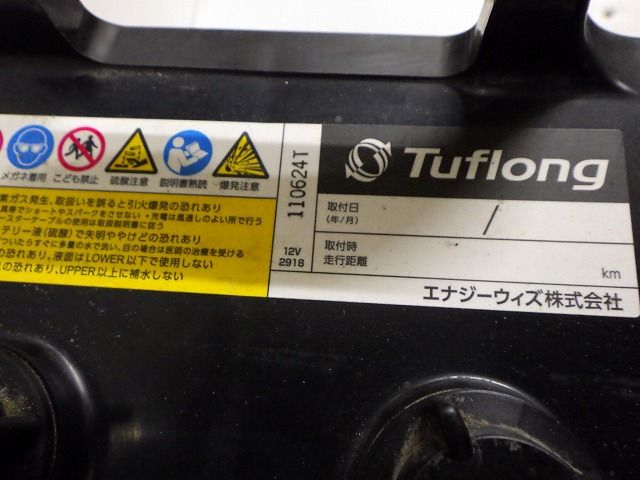 メガネ着用
こども禁止
硫酸注意
説明書熟読
爆発注意
素ガス発生、取扱いを誤ると引火爆発の恐れあり
具等でショートやスパークをさせない・充電は風通しのよい所で行う
ースターケーブルの使用は取扱説明書に従う
テリー液(硫酸)で失明ややけどの恐れあり
ついたらすぐに多量の水で洗い、目の場合は医師の治療を受ける
の恐れあり、液面はLOWER以下で使用しない
の恐れあり、UPPER以上に補水しない
110624T
12V
2918
Tuflong
取付日
(年/月)
/
取付時
走行距離
km
エナジーウィズ株式会社